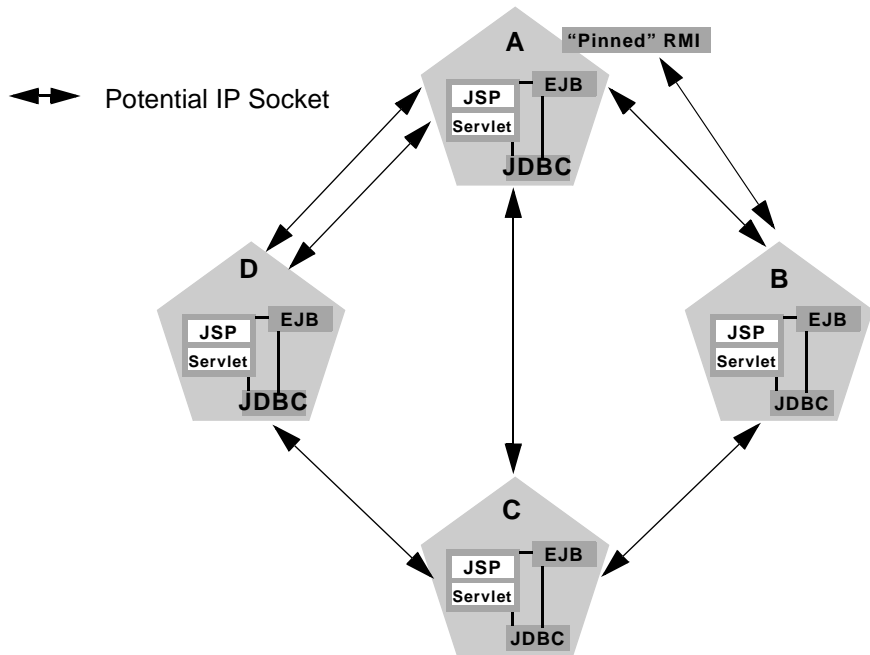 A
"Pinned" RMI
Potential IP Socket
EJB
JSP
Servlet
JDBC
D
EJB
JSP
Servlet
JDBC
B
EJB
JSP
Servlet
JDBC
C
EJB
JSP
Servlet
JDBC